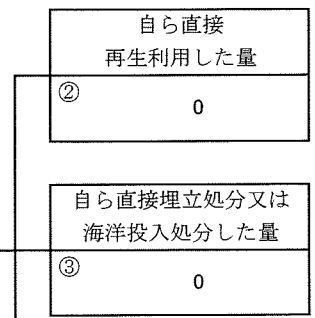 自ら直接
再生利用した量
②
0
自ら直接埋立処分又は
海洋投入処分した量
③
0